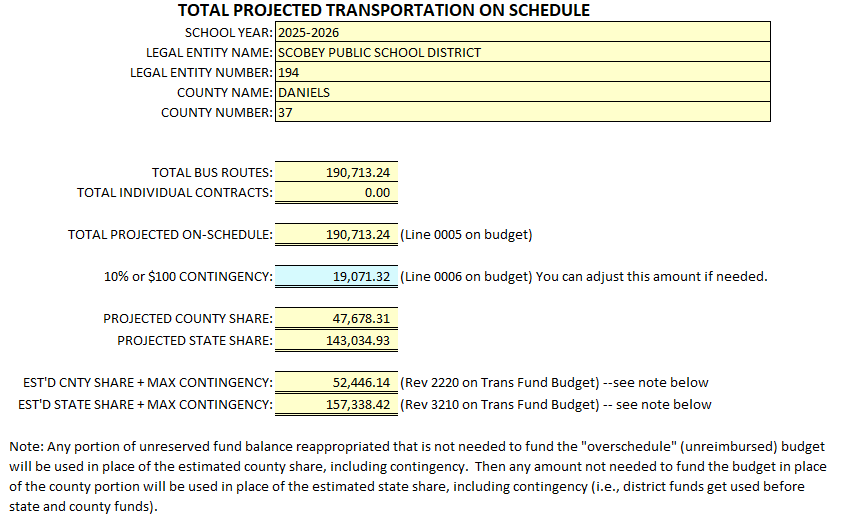 TOTAL PROJECTED TRANSPORTATION ON SCHEDULE
SCHOOL YEAR: 2025-2026
LEGAL ENTITY NAME: SCOBEY PUBLIC SCHOOL DISTRICT
LEGAL ENTITY NUMBER: 194
COUNTY NAME: DANIELS
COUNTY NUMBER: 37
TOTAL BUS ROUTES: 190,713.24
TOTAL INDIVIDUAL CONTRACTS: 0.00
TOTAL PROJECTED ON-SCHEDULE: 190,713.24 (Line 0005 on budget)
10% or $100 CONTINGENCY: 19,071.32 (Line 0006 on budget) You can adjust this amount if needed.
PROJECTED COUNTY SHARE: 47,678.31
PROJECTED STATE SHARE: 143,034.93
EST'D CNTY SHARE + MAX CONTINGENCY: 52,446.14 (Rev 2220 on Trans Fund Budget) --see note below
EST'D STATE SHARE + MAX CONTINGENCY: 157,338.42 (Rev 3210 on Trans Fund Budget) -- see note below
Note: Any portion of unreserved fund balance reappropriated that is not needed to fund the "overschedule" (unreimbursed) budget
will be used in place of the estimated county share, including contingency. Then any amount not needed to fund the budget in place
of the county portion will be used in place of the estimated state share, including contingency (i.e., district funds get used before
state and county funds).